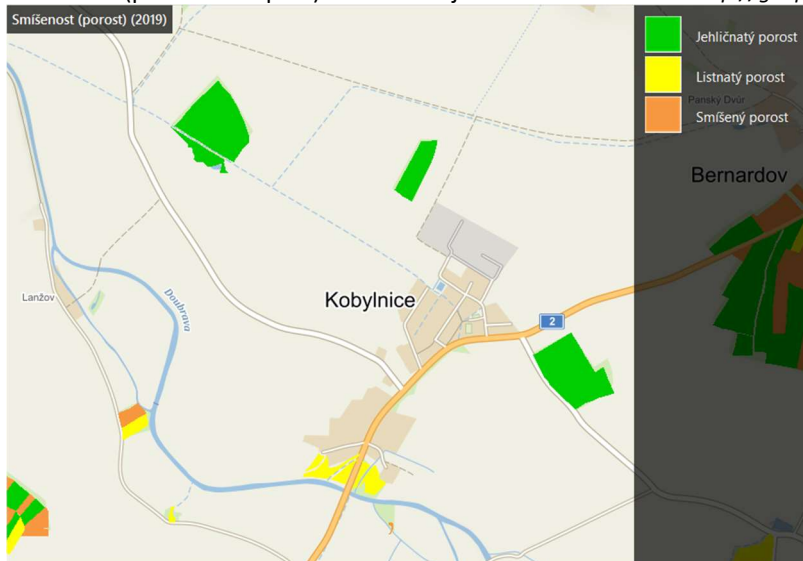 Smíšenost (porost) (2019)
Jehličnatý porost
Listnatý porost
Smíšený porost
Panský Dvůr
Bernardov
Kobylnice
Lanžov
Doubrava
2